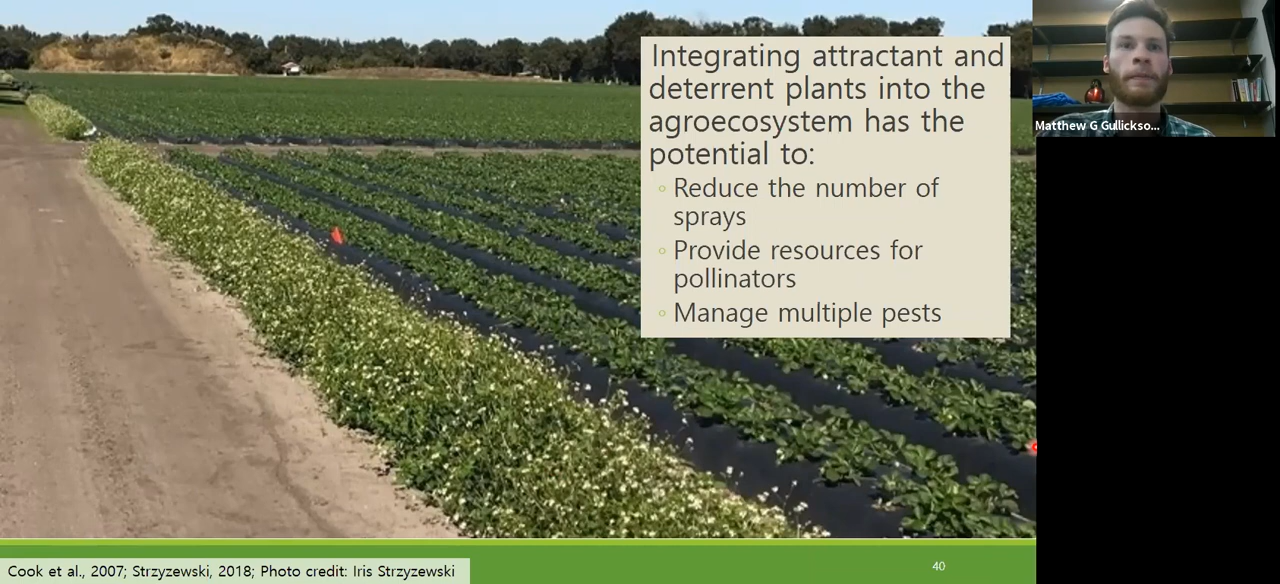 Integrating attractant and
deterrent plants into the
agroecosystem has the
potential to:
Reduce the number of
sprays
Provide resources for
pollinators
Manage multiple pests
Matthew G Gullickso...
Cook et al., 2007; Strzyzewski, 2018; Photo credit: Iris Strzyzewski
40